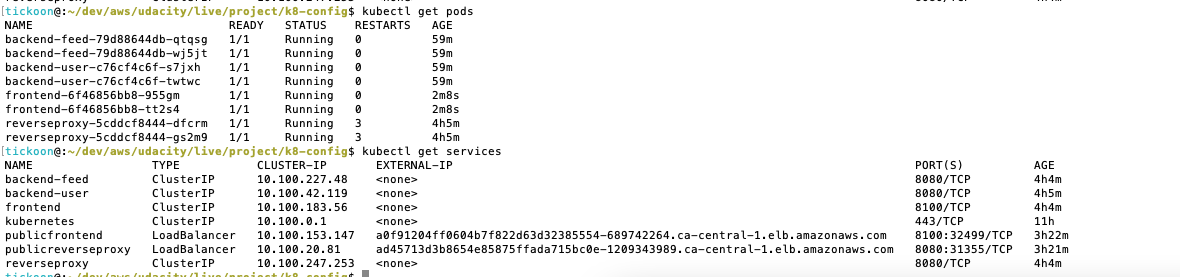 [tickoon@:~/dev/aws/udacity/live/project/k8-config$ kubectl get pods
NAME READY STATUS RESTARTS AGE
backend-feed-79d88644db-qtqsg 1/1 Running 0 59m
backend-feed-79d88644db-wj5jt 1/1 Running 0 59m
backend-user-c76cf4c6f-s7jxh 1/1 Running 0 59m
backend-user-c76cf4c6f-twtwc 1/1 Running 0 59m
frontend-6f46856bb8-955gm 1/1 Running 0 2m8s
frontend-6f46856bb8-tt2s4 1/1 Running 0 2m8s
reverseproxy-5cddcf8444-dfcrm 1/1 Running 3 4h5m
reverseproxy-5cddcf8444-gs2m9 1/1 Running 3 4h5m
[tickoon@:~/dev/aws/udacity/live/project/k8-config$ kubectl get services
NAME TYPE CLUSTER-IP EXTERNAL-IP PORT(S) AGE
backend-feed ClusterIP 10.100.227.48 <none> 8080/TCP 4h4m
backend-user ClusterIP 10.100.42.119 <none> 8080/TCP 4h5m
frontend ClusterIP 10.100.183.56 <none> 8100/TCP 4h4m
kubernetes ClusterIP 10.100.0.1 <none> 443/TCP 11h
publicfrontend LoadBalancer 10.100.153.147 a0f91204ff0604b7f822d63d32385554-689742264.ca-central-1.elb.amazonaws.com 8100:32499/TCP 3h22m
publicreverseproxy LoadBalancer 10.100.20.81 ad45713d3b8654e85875ffada715bc0e-1209343989.ca-central-1.elb.amazonaws.com 8080:31355/TCP 3h21m
reverseproxy ClusterIP 10.100.247.253 <none> 8080/TCP 4h4m